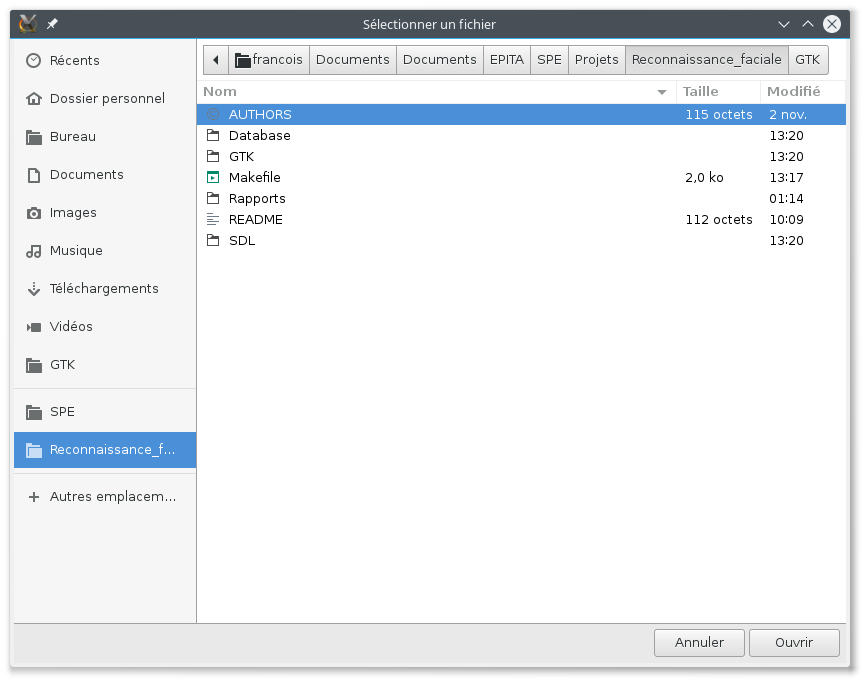 Sélectionner un fichier
Récents
Dossier personnel
Bureau
Documents
Images
Musique
Téléchargements
Vidéos
GTK
SPE
Reconnaissance_f...
Autres emplacem...
francois Documents Documents EPITA SPE Projets Reconnaissance_faciale GTK
Nom Taille Modifié
AUTHORS 115 octets 2 nov.
Database 13:20
GTK 13:20
Makefile 2,0 ko 13:17
Rapports 01:14
README 112 octets 10:09
SDL 13:20
Annuler Ouvrir